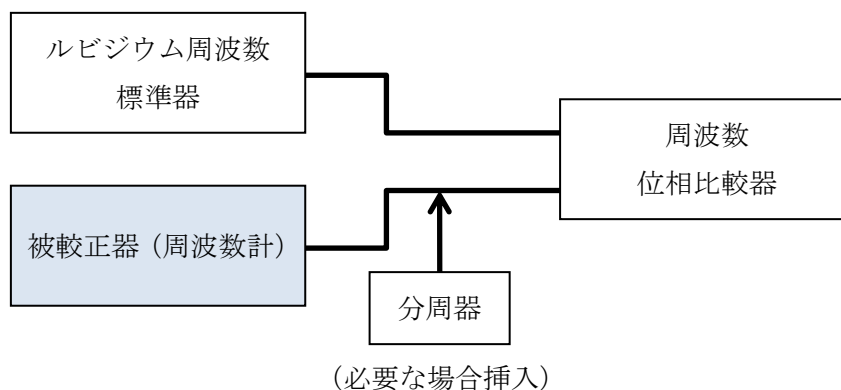 ルビジウム周波数
標準器
周波数
位相比較器
被較正器（周波数計）
分周器
（必要な場合挿入）